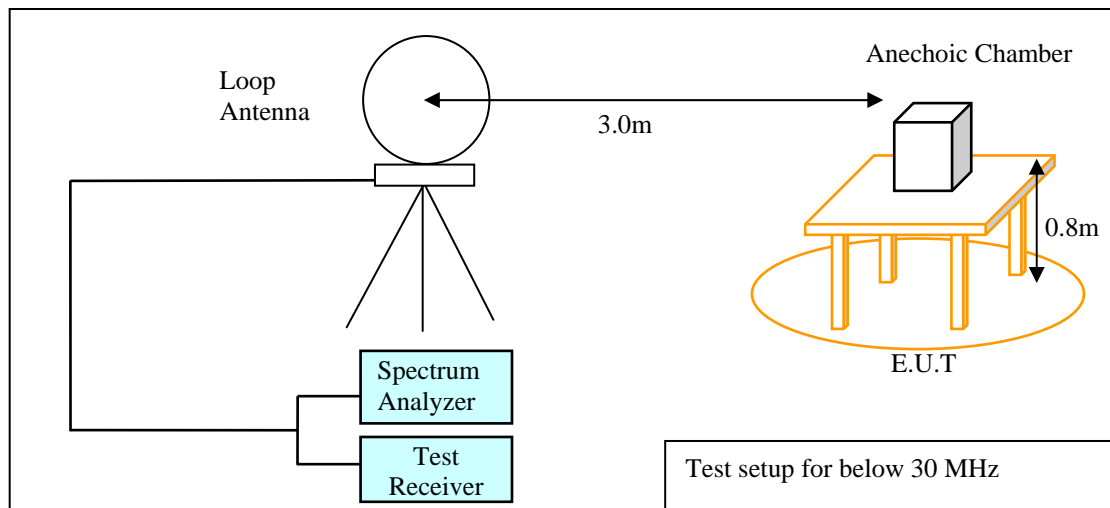 Anechoic Chamber
Loop
Antenna
3.0m
0.8m
E.U.T
Spectrum
Analyzer
Test
Receiver
Test setup for below 30 MHz